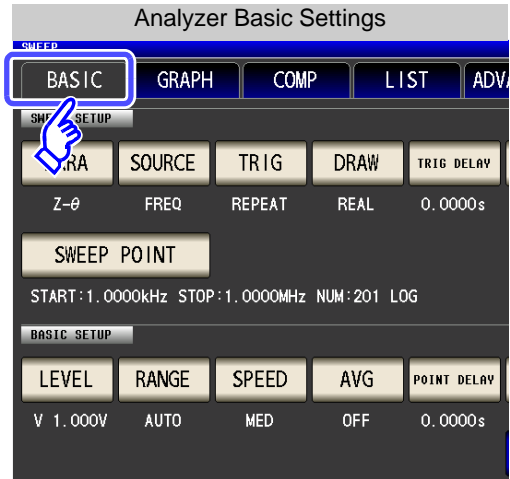 Analyzer Basic Settings
SWEEP
BASIC GRAPH COMP LIST
SETUP
SOURCE TRIG DRAW TRIG DELAY
Z-θ FREQ REPEAT REAL 0.0000s
SWEEP POINT
START:1.0000kHz STOP:1.0000MHz NUM:201 LOG
BASIC SETUP
LEVEL RANGE SPEED AVG POINT DELAY
V 1.000V AUTO MED OFF 0.0000s